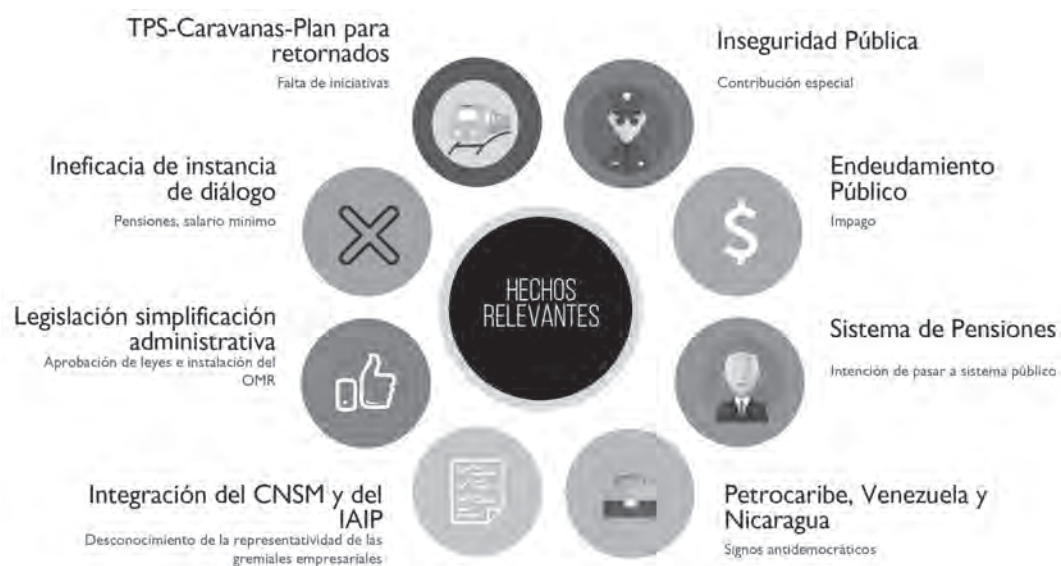 TPS-Caravanas-Plan para
retornados
Falta de iniciativas
Inseguridad Pública
Contribución especial
Ineficacia de instancia
de diálogo
Pensiones, salario mínimo
Endeudamiento
Público
Impago
$
HECHOS
RELEVANTES
Legislación simplificación
administrativa
Aprobación de leyes e instalación del
OMR
Sistema de Pensiones
Intención de pasar a sistema público
Integración del CNSM y del
IAIP
Desconocimiento de la representatividad de las
gremiales empresariales
Petrocaribe, Venezuela y
Nicaragua
Signos antidemocráticos